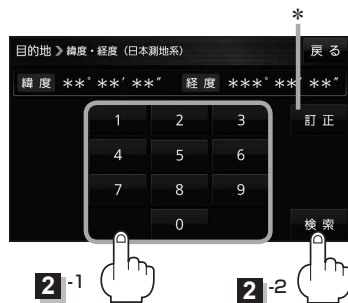 *
目的地 》緯度・経度（日本測地系） 戻る
緯度 **°**′**″ 経度 ***°**′**″
1 2 3 訂正
4 5 6
7 8 9
0 検索
2-1 2-2